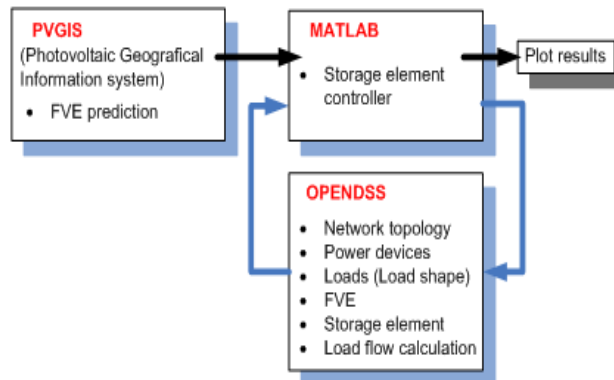 PVGIS
(Photovoltaic Geografical
Information system)
• FVE prediction
MATLAB
• Storage element
controller
Plot results
OPENDSS
• Network topology
• Power devices
• Loads (Load shape)
• FVE
• Storage element
• Load flow calculation